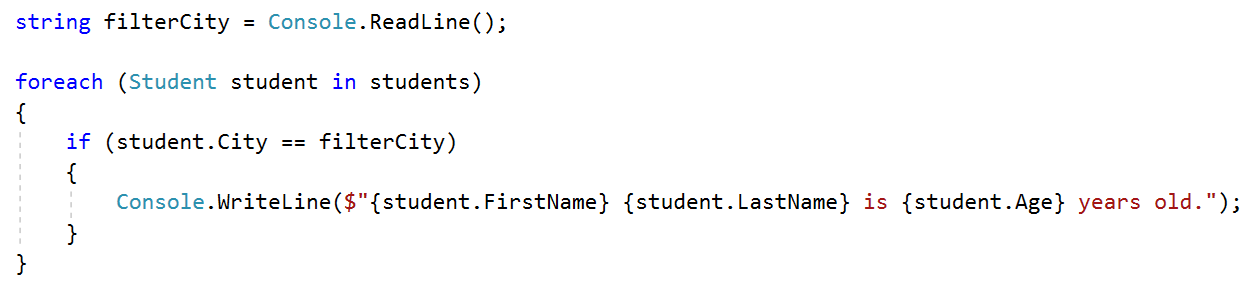 string filterCity = Console.ReadLine();
foreach (Student student in students)
{
if (student.City == filterCity)
{
Console.WriteLine($"{student.FirstName} {student.LastName} is {student.Age} years old.");
}
}